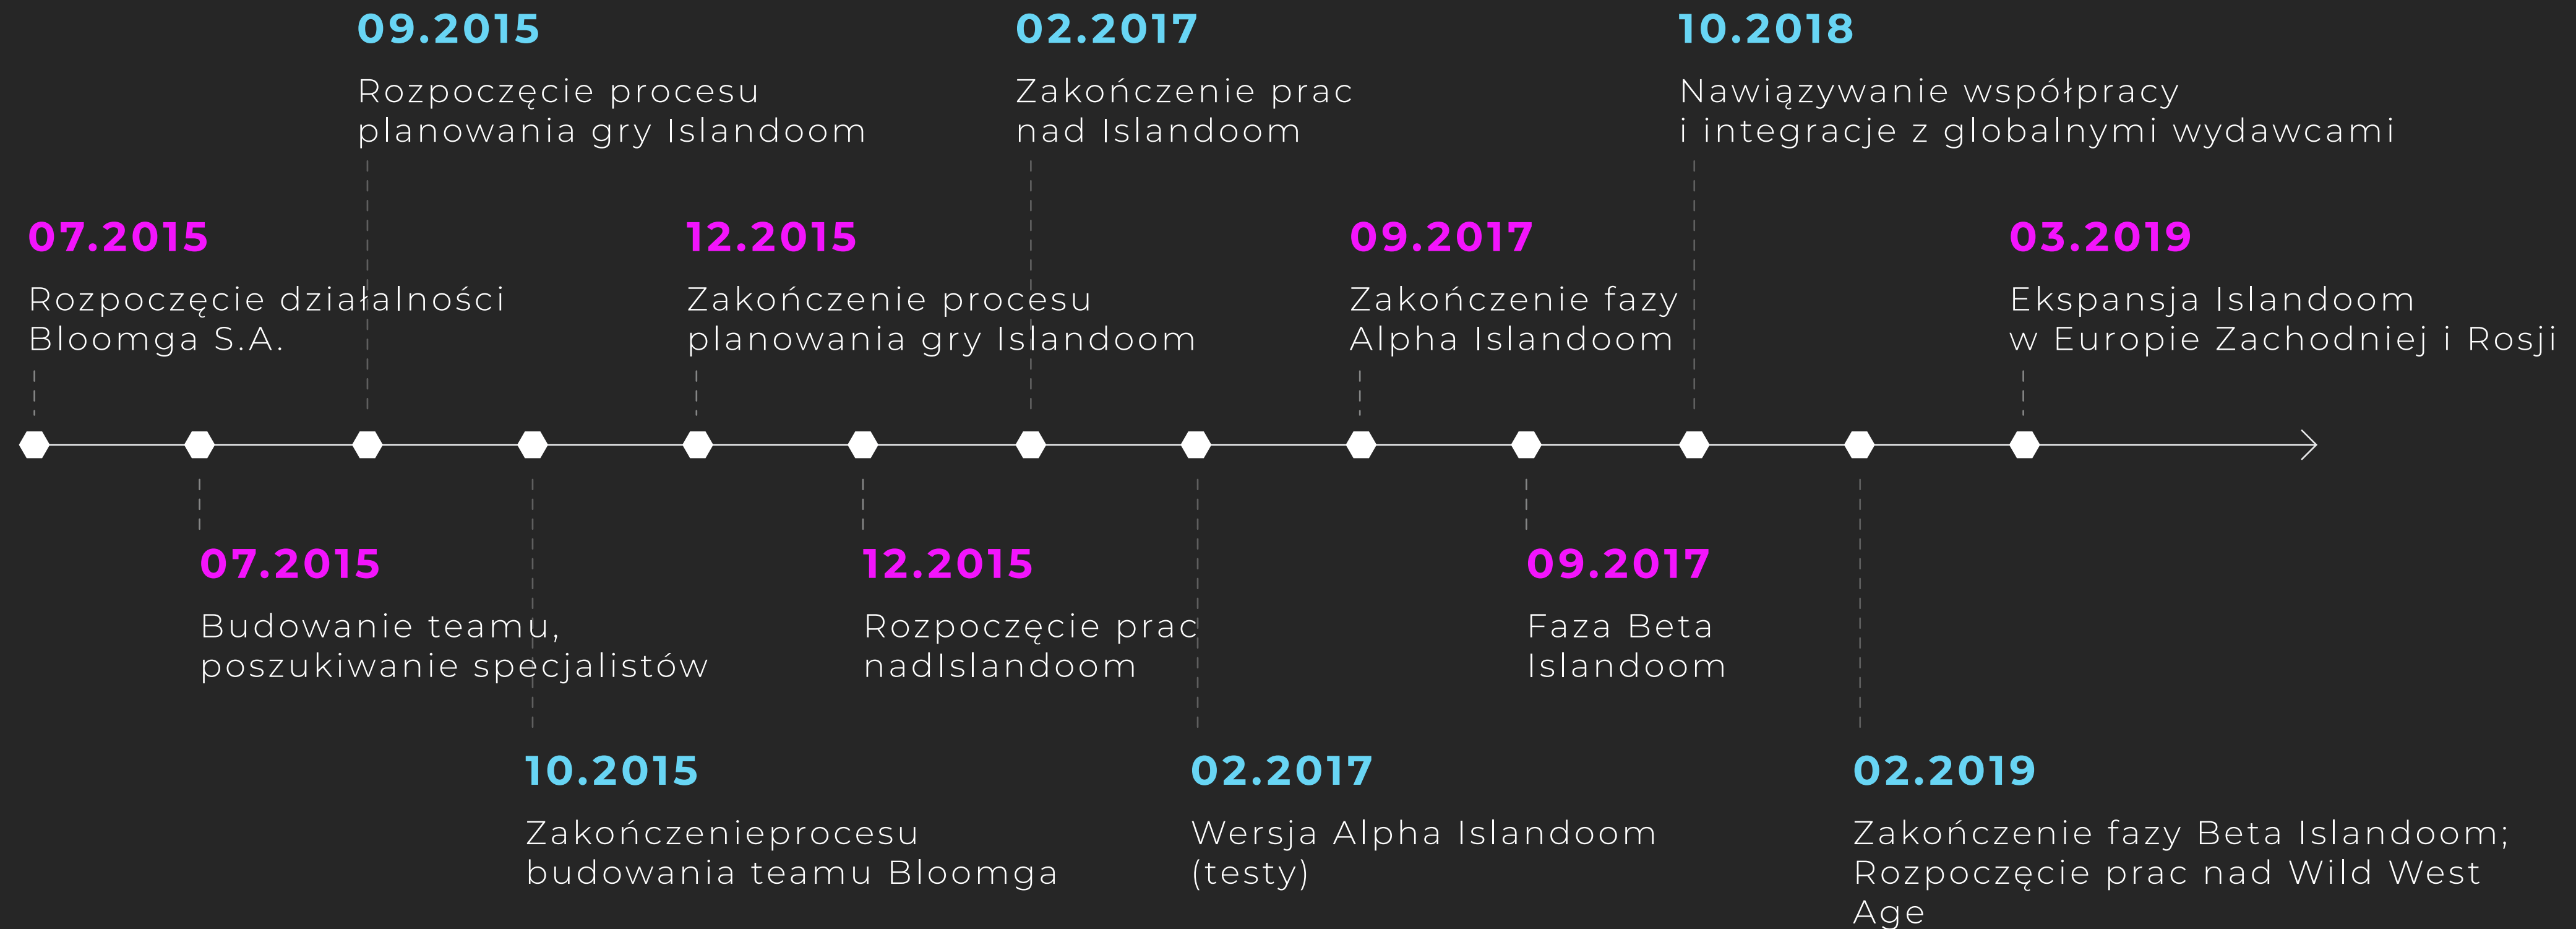 09.2015
Rozpoczęcie procesu
planowania gry Islandoom
02.2017
Zakończenie prac
nad Islandoom
10.2018
Nawiązywanie współpracy
i integracje z globalnymi wydawcami
07.2015
Rozpoczęcie działalności
Bloomga S.A.
12.2015
Zakończenie procesu
planowania gry Islandoom
09.2017
Zakończenie fazy
Alpha Islandoom
03.2019
Ekspansja Islandoom
w Europie Zachodniej i Rosji
07.2015
Budowanie teamu,
poszukiwanie specjalistów
12.2015
Rozpoczęcie prac
nadIslandoom
09.2017
Faza Beta
Islandoom
10.2015
Zakończenieprocesu
budowania teamu Bloomga
02.2017
Wersja Alpha Islandoom
(testy)
02.2019
Zakończenie fazy Beta Islandoom;
Rozpoczęcie prac nad Wild West
Age